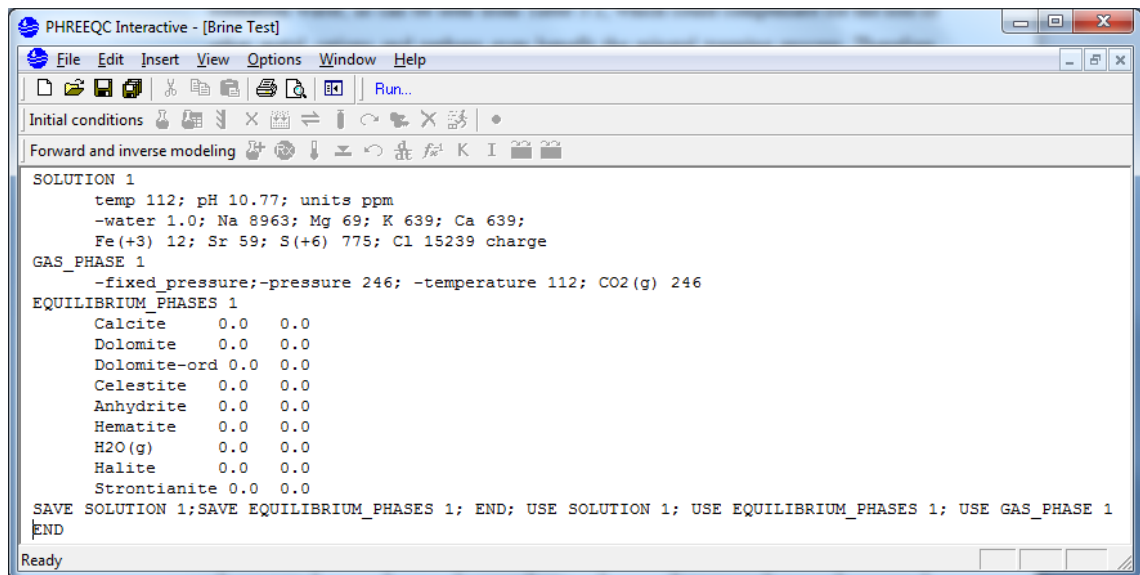 PHREEQC Interactive - [Brine Test]
File Edit Insert View Options Window Help
Run...
Initial conditions
Forward and inverse modeling K I
SOLUTION 1
temp 112; pH 10.77; units ppm
-water 1.0; Na 8963; Mg 69; K 639; Ca 639;
Fe(+3) 12; Sr 59; S(+6) 775; Cl 15239 charge
GAS_PHASE 1
-fixed_pressure;-pressure 246; -temperature 112; CO2(g) 246
EQUILIBRIUM_PHASES 1
Calcite 0.0 0.0
Dolomite 0.0 0.0
Dolomite-ord 0.0 0.0
Celestite 0.0 0.0
Anhydrite 0.0 0.0
Hematite 0.0 0.0
H2O(g) 0.0 0.0
Halite 0.0 0.0
Strontianite 0.0 0.0
SAVE SOLUTION 1;SAVE EQUILIBRIUM_PHASES 1; END; USE SOLUTION 1; USE EQUILIBRIUM_PHASES 1; USE GAS_PHASE 1
END
Ready